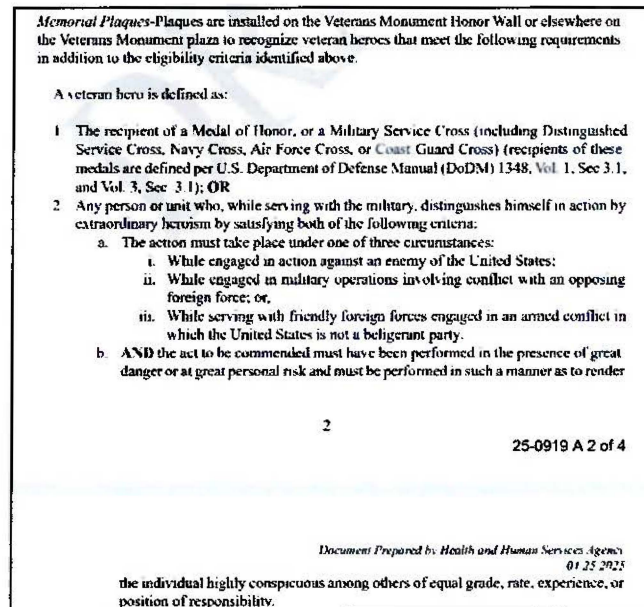 Memorial Plaques-Plaques are installed on the Veterans Monument Honor Wall or elsewhere on
the Veterans Monument plaza to recognize veteran heroes that meet the following requirements
in addition to the eligibility criteria identified above.
A veteran hero is defined as:
1 The recipient of a Medal of Honor, or a Military Service Cross (including Distinguished
Service Cross, Navy Cross, Air Force Cross, or Coast Guard Cross) (recipients of these
medals are defined per U.S. Department of Defense Manual (DoDM) 1348, Vol. 1, Sec 3.1,
and Vol. 3, Sec 3.1); OR
2 Any person or unit who, while serving with the military, distinguishes himself in action by
extraordinary heroism by satisfying both of the following criteria:
a. The action must take place under one of three circumstances:
i. While engaged in action against an enemy of the United States;
ii. While engaged in military operations involving conflict with an opposing
foreign force; or,
iii. While serving with friendly foreign forces engaged in an armed conflict in
which the United States is not a beligerant party.
b. AND the act to be commended must have been performed in the presence of great
danger or at great personal risk and must be performed in such a manner as to render
2
25-0919 A 2 of 4
Document Prepared by Health and Human Services Agency
01 25 2025
the individual highly conspicuous among others of equal grade, rate, experience, or
position of responsibility.